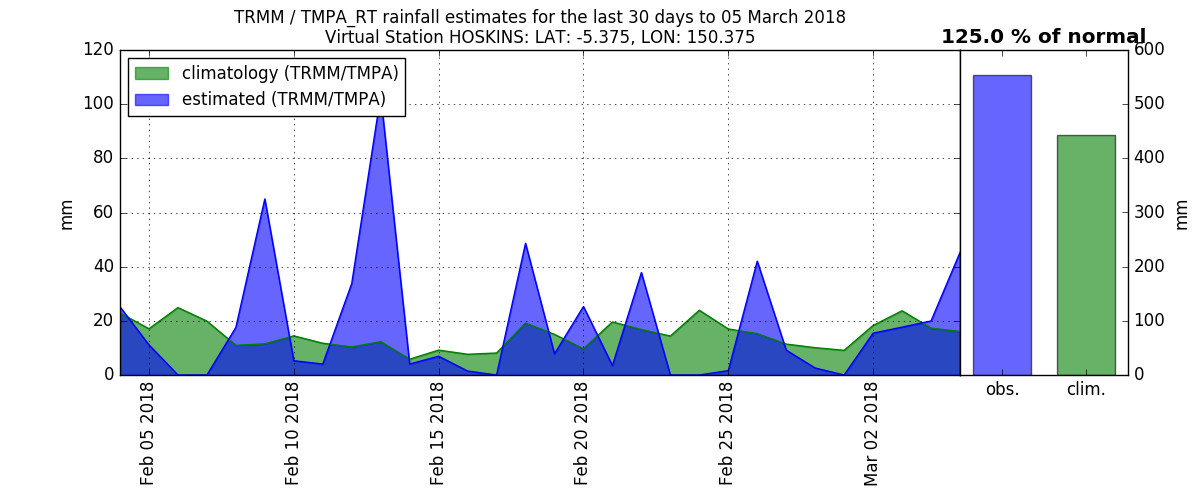 TRMM / TMPA_RT rainfall estimates for the last 30 days to 05 March 2018
Virtual Station HOSKINS: LAT: -5.375, LON: 150.375
125.0 % of normal
climatology (TRMM/TMPA)
estimated (TRMM/TMPA)
120
100
80
60
40
20
0
mm
Feb 05 2018
Feb 10 2018
Feb 15 2018
Feb 20 2018
Feb 25 2018
Mar 02 2018
600
500
400
300
200
100
0
mm
obs.
clim.